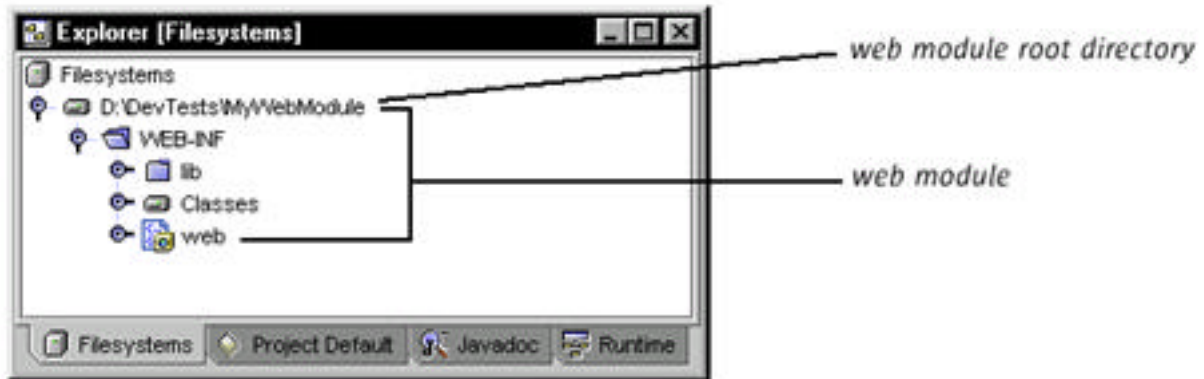 Explorer [Filesystems]
Filesystems
D:\DevTests\MyWebModule
WEB-INF
lib
Classes
web
web module root directory
web module
Filesystems Project Default Javadoc Runtime